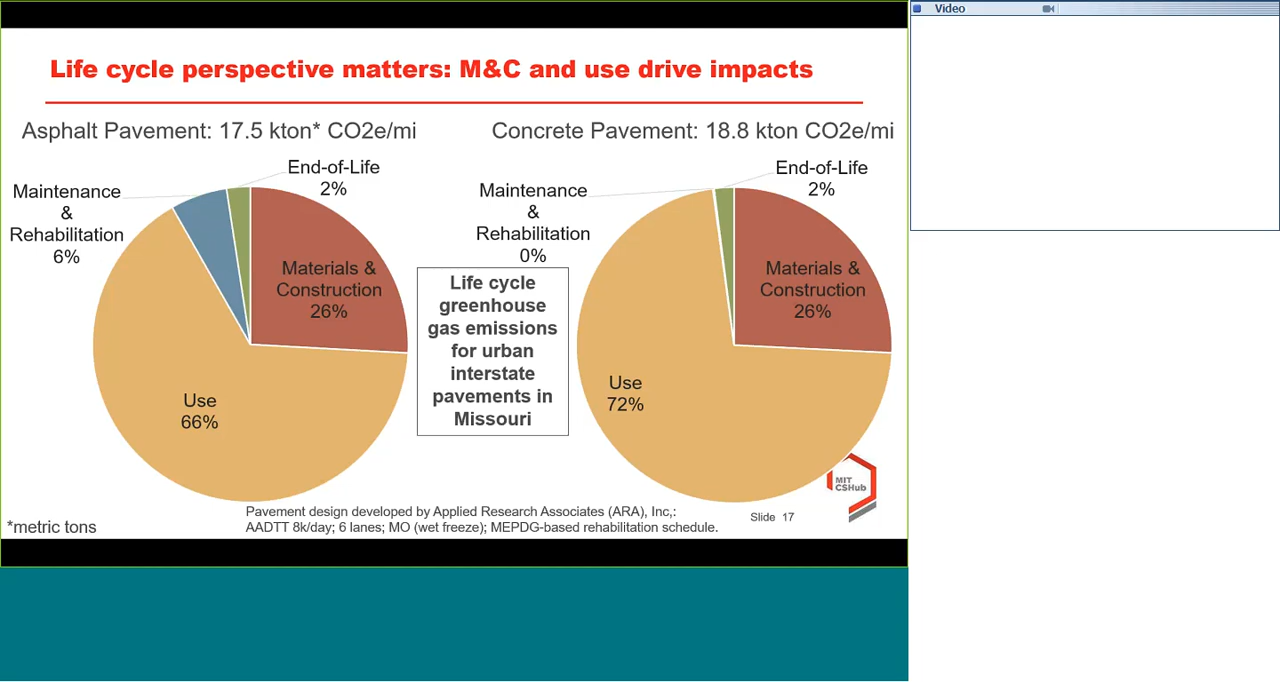 Video
Life cycle perspective matters: M&C and use drive impacts
Asphalt Pavement: 17.5 kton* CO2e/mi
End-of-Life
2%
Maintenance
&
Rehabilitation
6%
Materials &
Construction
26%
Use
66%
Life cycle
greenhouse
gas emissions
for urban
interstate
pavements in
Missouri
Concrete Pavement: 18.8 kton CO2e/mi
End-of-Life
2%
Maintenance
&
Rehabilitation
0%
Materials &
Construction
26%
Use
72%
MIT
CSHub
*metric tons
Pavement design developed by Applied Research Associates (ARA), Inc,:
AADTT 8k/day; 6 lanes; MO (wet freeze); MEPDG-based rehabilitation schedule.
Slide 17